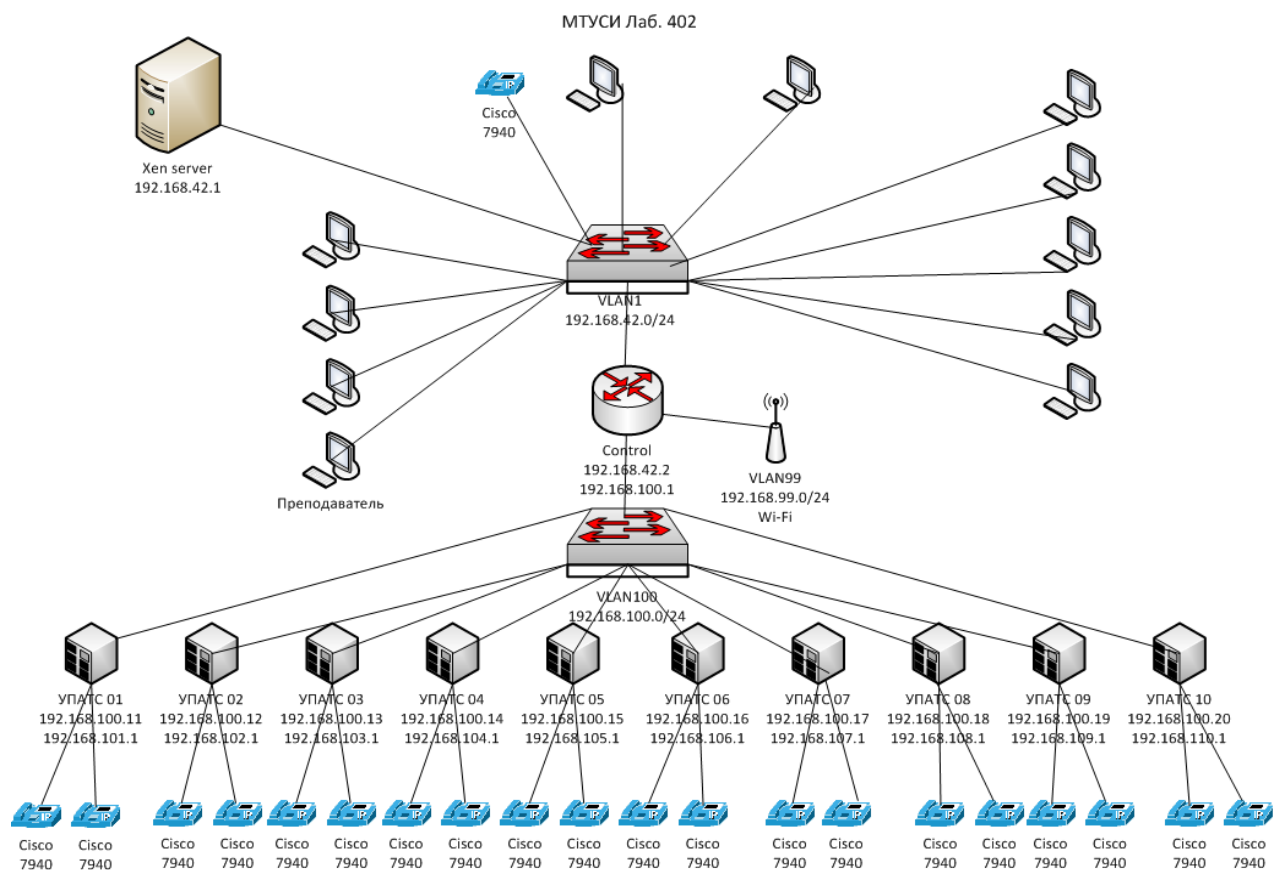 МТУСИ Лаб. 402
Cisco
7940
Xen server
192.168.42.1
VLAN1
192.168.42.0/24
Control
192.168.42.2
192.168.100.1
VLAN99
192.168.99.0/24
Wi-Fi
Преподаватель
VLAN100
192.168.100.0/24
УПАТС 01
192.168.100.11
192.168.101.1
УПАТС 02
192.168.100.12
192.168.102.1
УПАТС 03
192.168.100.13
192.168.103.1
УПАТС 04
192.168.100.14
192.168.104.1
УПАТС 05
192.168.100.15
192.168.105.1
УПАТС 06
192.168.100.16
192.168.106.1
УПАТС07
192.168.100.17
192.168.107.1
УПАТС 08
192.168.100.18
192.168.108.1
УПАТС 09
192.168.100.19
192.168.109.1
УПАТС 10
192.168.100.20
192.168.110.1
Cisco
7940
Cisco
7940
Cisco
7940
Cisco
7940
Cisco
7940
Cisco
7940
Cisco
7940
Cisco
7940
Cisco
7940
Cisco
7940
Cisco
7940
Cisco
7940
Cisco
7940
Cisco
7940
Cisco
7940
Cisco
7940
Cisco
7940
Cisco
7940
Cisco
7940
Cisco
7940